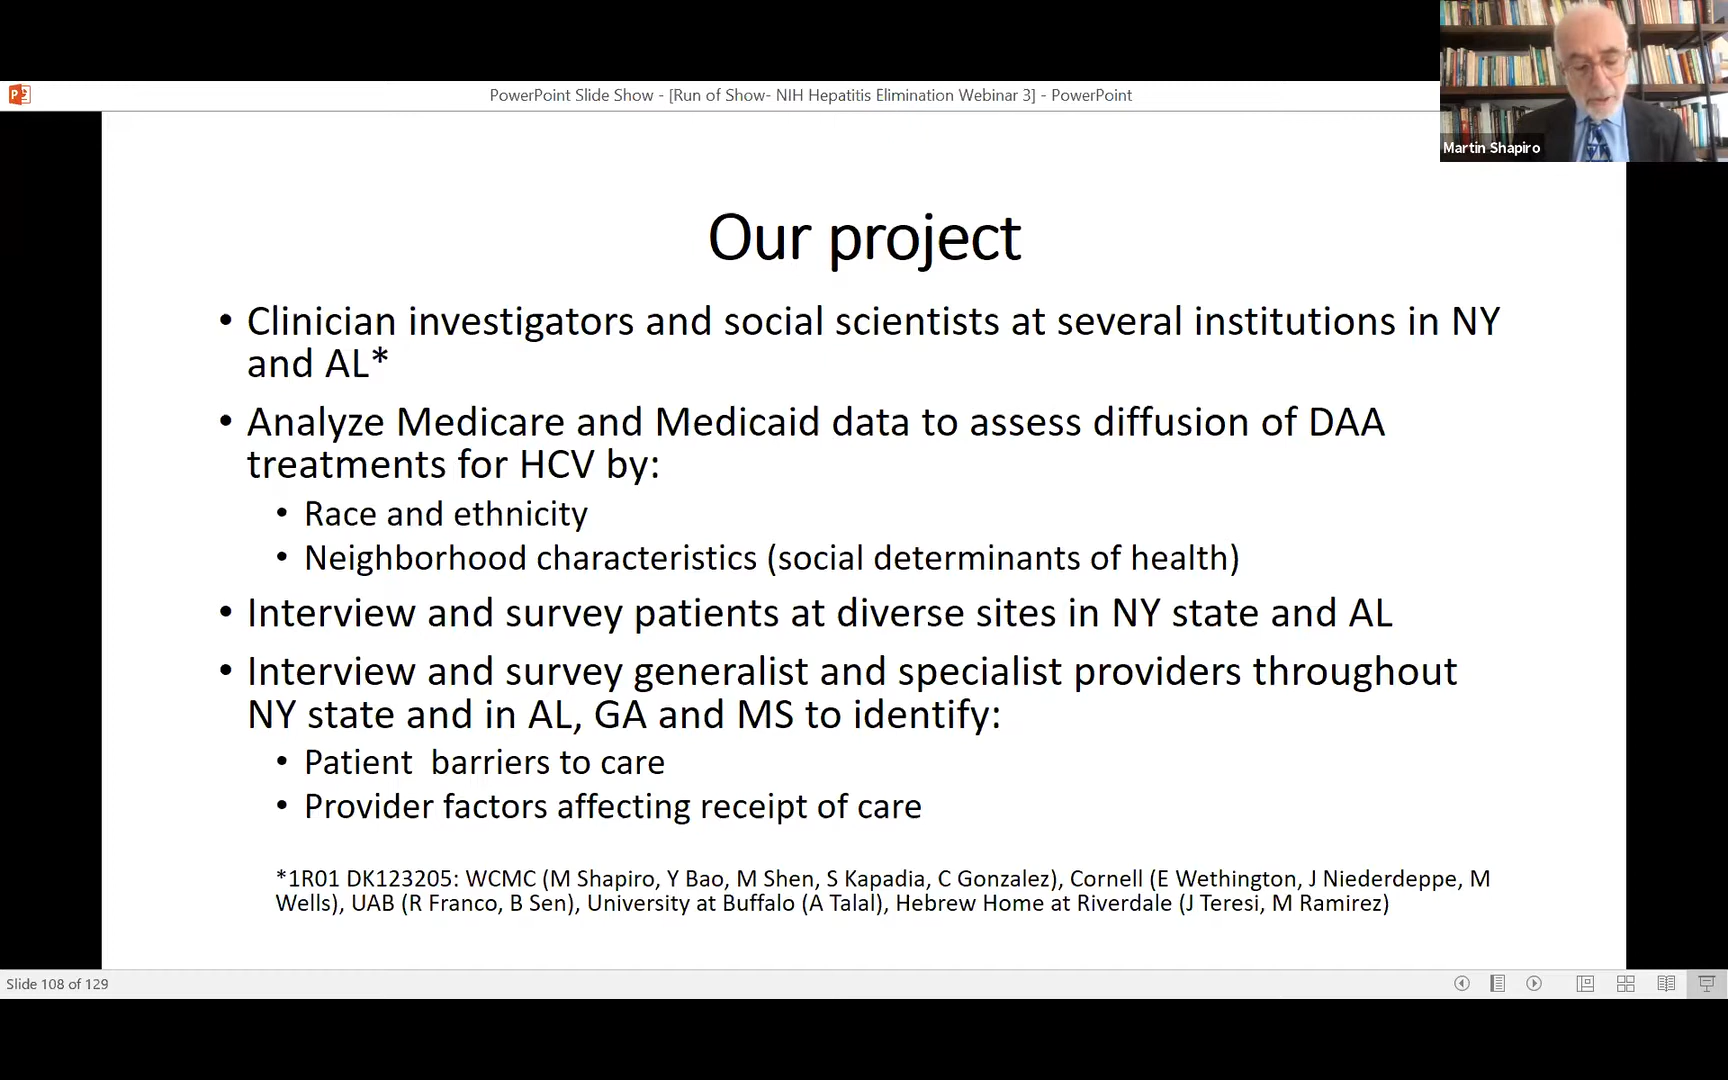 PowerPoint Slide Show - [Run of Show- NIH Hepatitis Elimination Webinar 3] - PowerPoint
Martin Shapiro
Our project
• Clinician investigators and social scientists at several institutions in NY
and AL*
• Analyze Medicare and Medicaid data to assess diffusion of DAA
treatments for HCV by:
• Race and ethnicity
• Neighborhood characteristics (social determinants of health)
• Interview and survey patients at diverse sites in NY state and AL
• Interview and survey generalist and specialist providers throughout
NY state and in AL, GA and MS to identify:
• Patient  barriers to care
• Provider factors affecting receipt of care
*1R01 DK123205: WCMC (M Shapiro, Y Bao, M Shen, S Kapadia, C Gonzalez), Cornell (E Wethington, J Niederdeppe, M
Wells), UAB (R Franco, B Sen), University at Buffalo (A Talal), Hebrew Home at Riverdale (J Teresi, M Ramirez)
Slide 108 of 129